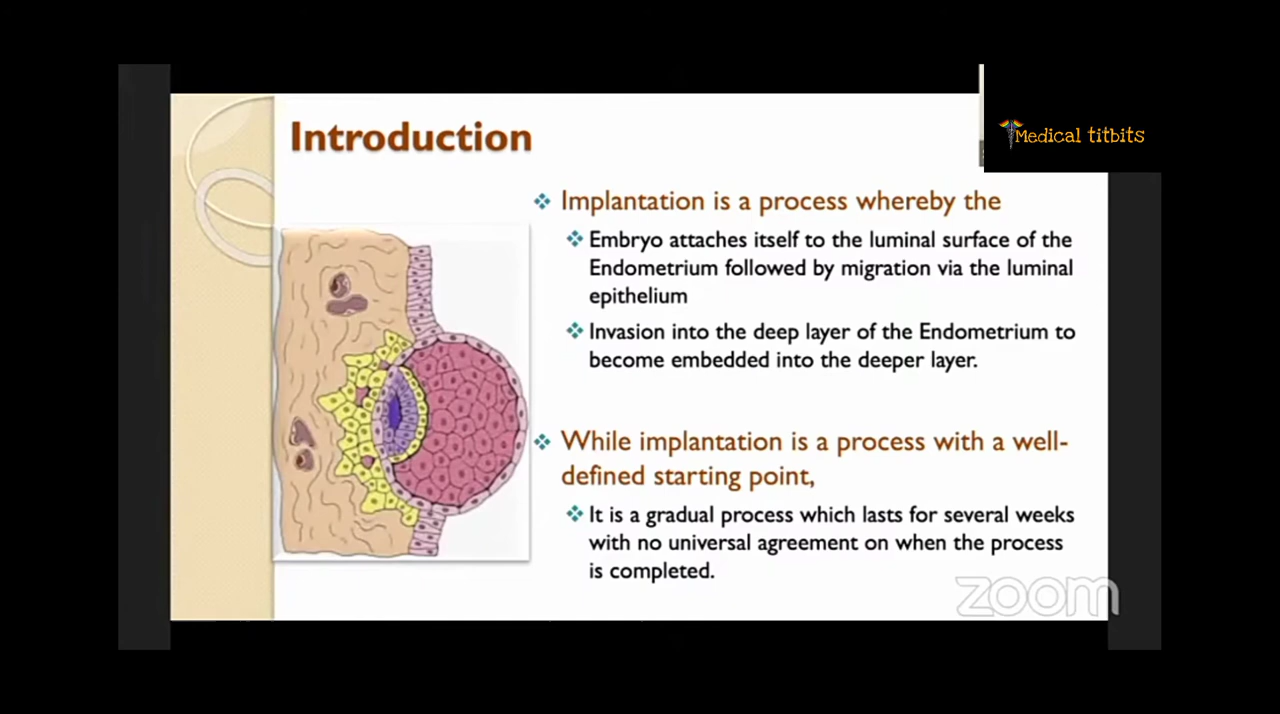 Introduction
Medical titbits
Implantation is a process whereby the
Embryo attaches itself to the luminal surface of the
Endometrium followed by migration via the luminal
epithelium
Invasion into the deep layer of the Endometrium to
become embedded into the deeper layer.
While implantation is a process with a well-
defined starting point,
It is a gradual process which lasts for several weeks
with no universal agreement on when the process
is completed.
zoom